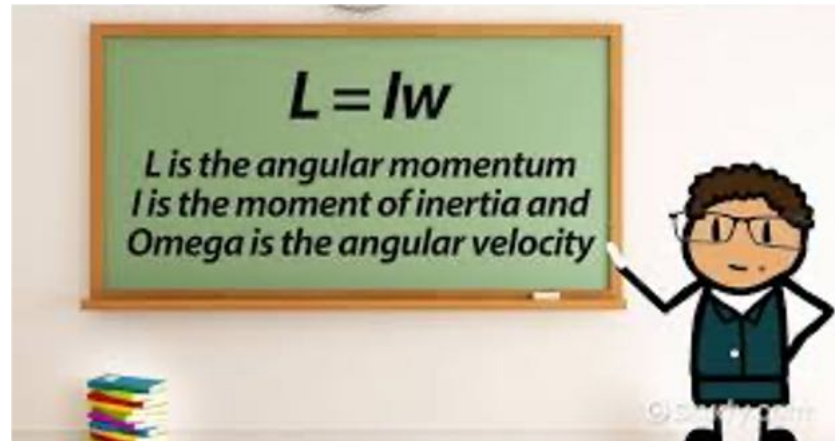 L = Iw
L is the angular momentum
I is the moment of inertia and
Omega is the angular velocity